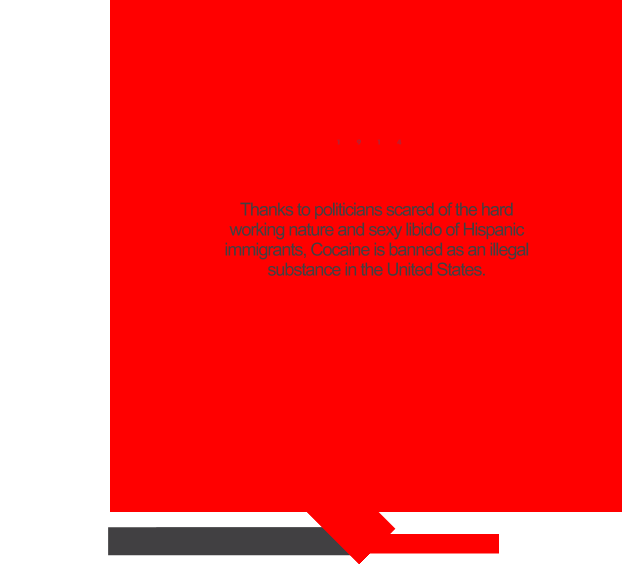 Thanks to politicians scared of the hard
working nature and sexy libido of Hispanic
immigrants, Cocaine is banned as an illegal
substance in the United States.